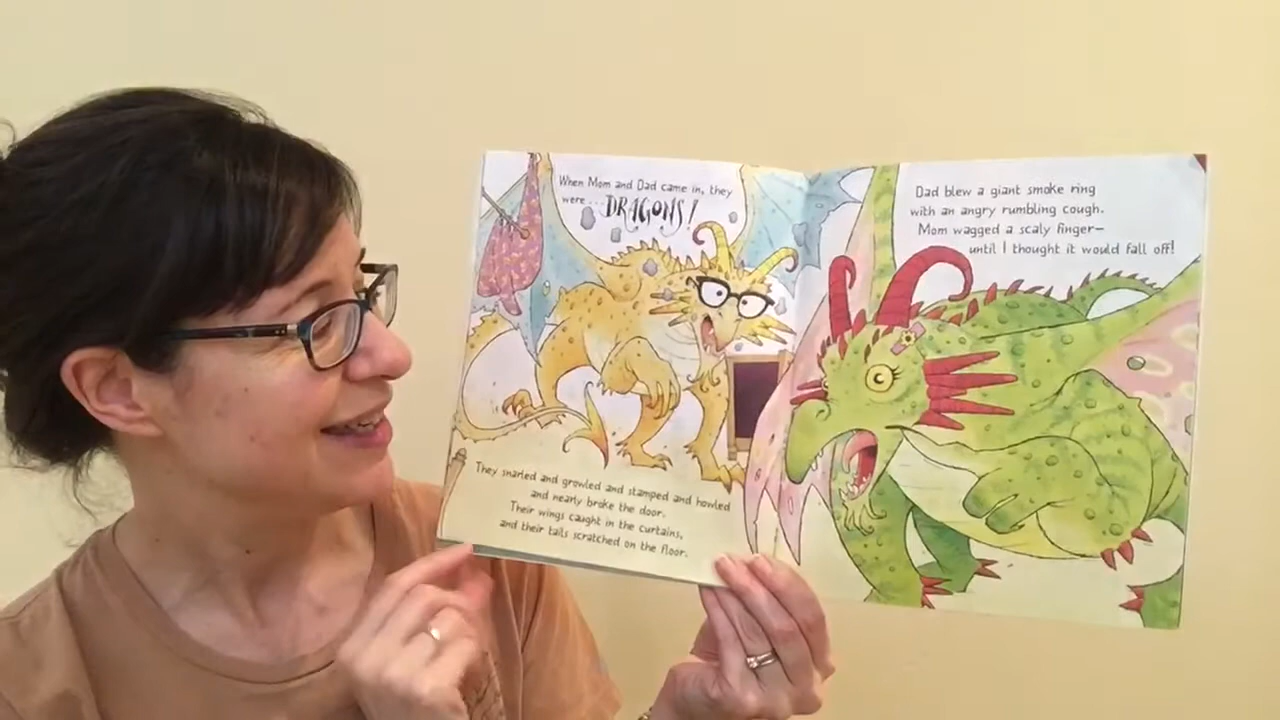 When Mom and Dad came in, they
were... DRAGONS!
They snarled and growled and stamped and howled
and nearly broke the door.
Their wings caught in the curtains,
and their tails scratched on the floor.
Dad blew a giant smoke ring
with an angry rumbling cough.
Mom wagged a scaly finger—
until I thought it would fall off!